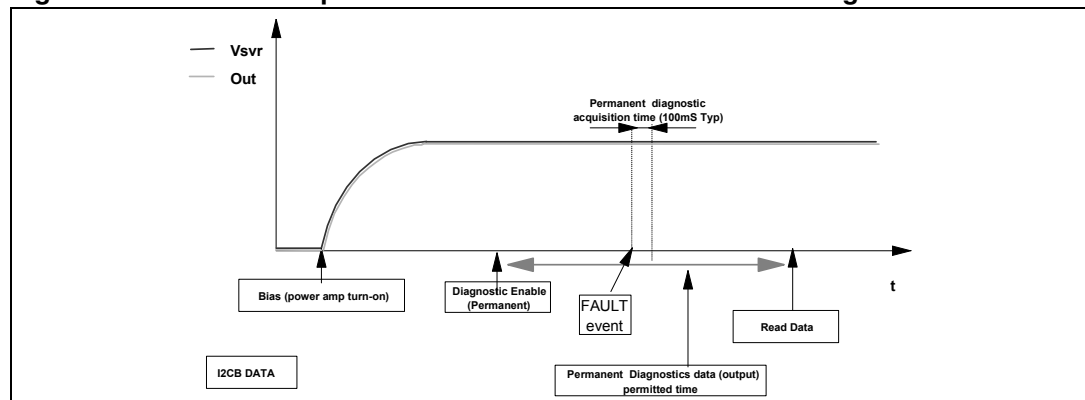 Vsvr
Out
Permanent diagnostic
acquisition time (100mS Typ)
t
Bias (power amp turn-on)
Diagnostic Enable
(Permanent)
FAULT
event
Read Data
I2CB DATA
Permanent Diagnostics data (output)
permitted time